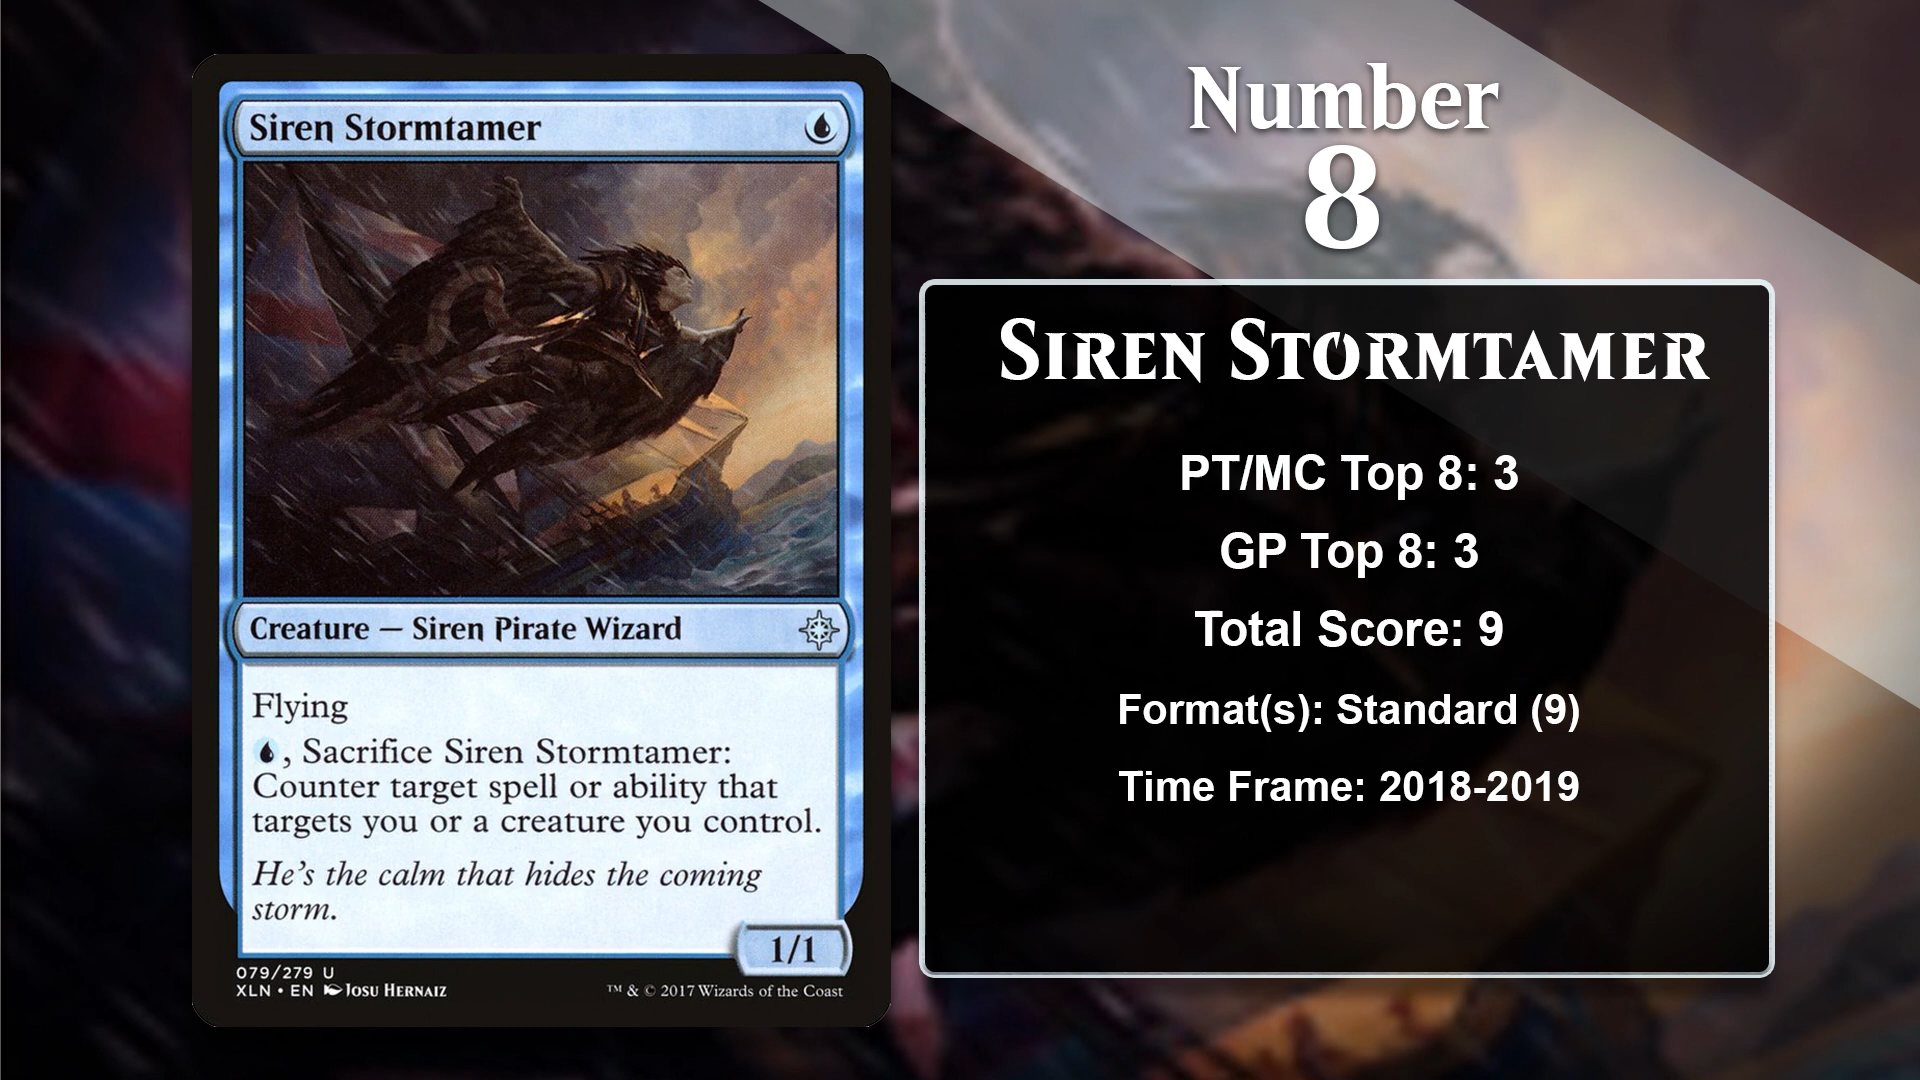 Siren Stormtamer
Creature — Siren Pirate Wizard
Flying
, Sacrifice Siren Stormtamer:
Counter target spell or ability that
targets you or a creature you control.
He's the calm that hides the coming
storm.
1/1
079/279 U
XLN • EN Josu Hernaiz
™ & © 2017 Wizards of the Coast
Number
8
Siren Stormtamer
PT/MC Top 8: 3
GP Top 8: 3
Total Score: 9
Format(s): Standard (9)
Time Frame: 2018-2019